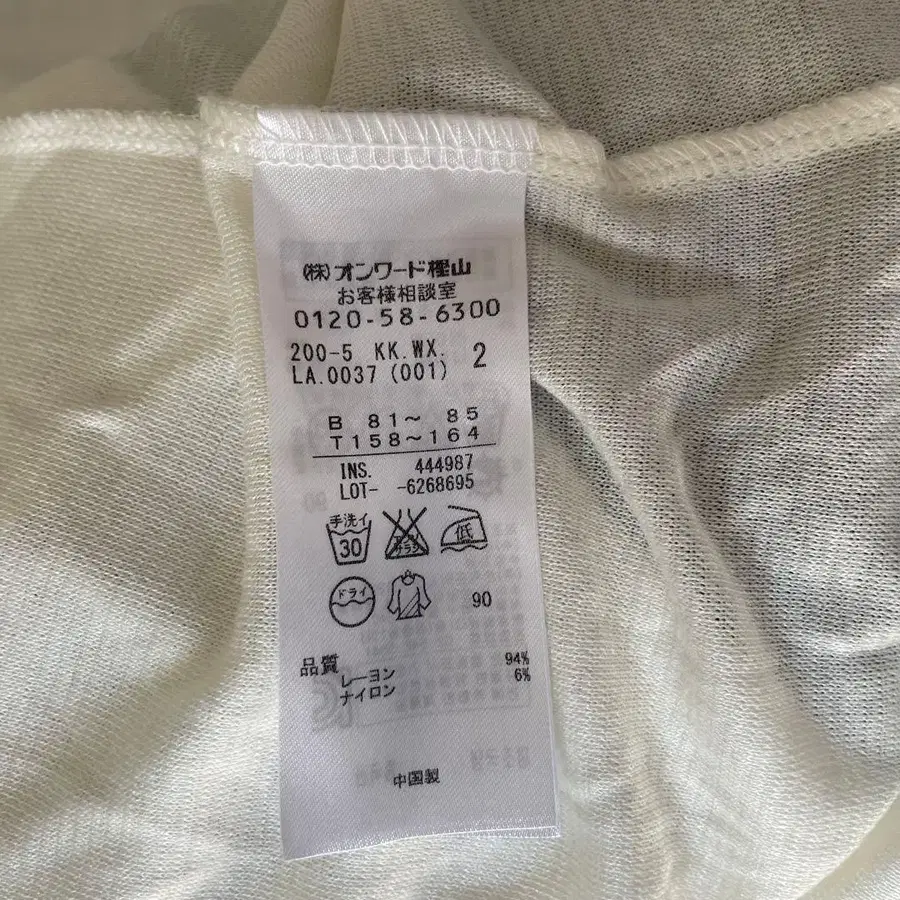 (株)オンワード樫山
お客様相談室
0120-58-6300
200-5 KK.WX. 2
LA.0037 (001)
B 81～ 85
T158～164
INS. 444987
LOT- -6268695
手洗イ
30
低
ドライ
90
品質
レーヨン 94%
ナイロン 6%
中国製